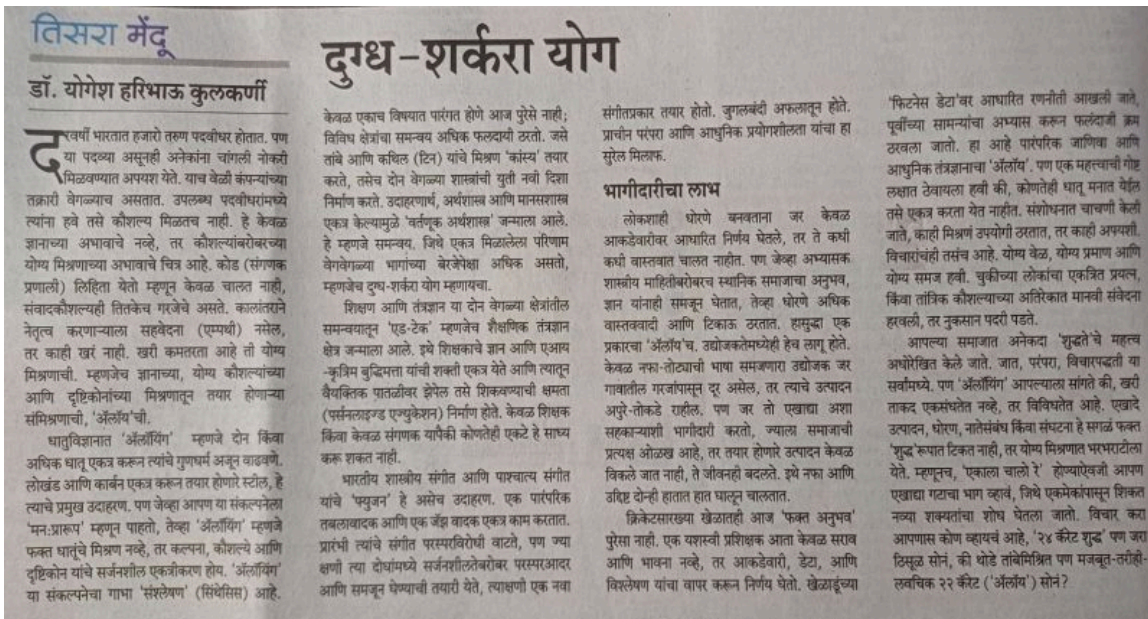 तिसरा मेंदू
दुग्ध-शर्करा योग
डॉ. योगेश हरिभाऊ कुलकर्णी
दरवर्षी भारतात हजारो तरुण पदवीधर होतात. पण
या पदव्या असूनही अनेकांना चांगली नोकरी
मिळवण्यात अपयश येते. याच वेळी कंपन्यांच्या
तक्रारी वेगळ्याच असतात. उपलब्ध पदवीधरांमध्ये
त्यांना हवे तसे कौशल्य मिळतच नाही. हे केवळ
ज्ञानाच्या अभावाचे नव्हे, तर कौशल्यांबरोबरच्या
योग्य मिश्रणाच्या अभावाचे चित्र आहे. कोड (संगणक
प्रणाली) लिहिता येतो म्हणून केवळ चालत नाही,
संवादकौशल्यही तितकेच गरजेचे असते. कालांतराने
नेतृत्व करणाऱ्याला सहवेदना (एम्पथी) नसेल,
तर काही खरं नाही. खरी कमतरता आहे ती योग्य
मिश्रणाची. म्हणजेच ज्ञानाच्या, योग्य कौशल्यांच्या
आणि दृष्टिकोनांच्या मिश्रणातून तयार होणाऱ्या
संमिश्रणाची, 'अ‍ॅलॉय'ची.
धातुविज्ञानात 'अ‍ॅलॉयिंग' म्हणजे दोन किंवा
अधिक धातू एकत्र करून त्यांचे गुणधर्म अजून वाढवणे.
लोखंड आणि कार्बन एकत्र करून तयार होणारे स्टील, हे
त्याचे प्रमुख उदाहरण. पण जेव्हा आपण या संकल्पनेला
'मन:प्रारूप' म्हणून पाहतो, तेव्हा 'अ‍ॅलॉयिंग' म्हणजे
फक्त धातूंचे मिश्रण नव्हे, तर कल्पना, कौशल्ये आणि
दृष्टिकोन यांचे सर्जनशील एकत्रीकरण होय. 'अ‍ॅलॉयिंग'
या संकल्पनेचा गाभा 'संश्लेषण' (सिंथेसिस) आहे.
केवळ एकाच विषयात पारंगत होणे आज पुरेसे नाही;
विविध क्षेत्रांचा समन्वय अधिक फलदायी ठरतो. जसे
तांबे आणि कथिल (टिन) यांचे मिश्रण 'कांस्य' तयार
करते, तसेच दोन वेगळ्या शास्त्रांची युती नवी दिशा
निर्माण करते. उदाहरणार्थ, अर्थशास्त्र आणि मानसशास्त्र
एकत्र केल्यामुळे 'वर्तणूक अर्थशास्त्र' जन्माला आले.
हे म्हणजे समन्वय. जिथे एकत्र मिळालेला परिणाम
वेगवेगळ्या भागांच्या बेरजेपेक्षा अधिक असतो,
म्हणजेच दुग्ध-शर्करा योग म्हणायचा.
शिक्षण आणि तंत्रज्ञान या दोन वेगळ्या क्षेत्रांतील
समन्वयातून 'एड-टेक' म्हणजेच शैक्षणिक तंत्रज्ञान
क्षेत्र जन्माला आले. इथे शिक्षकाचे ज्ञान आणि एआय
-कृत्रिम बुद्धिमत्ता यांची शक्ती एकत्र येते आणि त्यातून
वैयक्तिक पातळीवर झेपेल तसे शिकवण्याची क्षमता
(पर्सनलाइज्ड एज्युकेशन) निर्माण होते. केवळ शिक्षक
किंवा केवळ संगणक यापैकी कोणतेही एकटे हे साध्य
करू शकत नाही.
भारतीय शास्त्रीय संगीत आणि पाश्चात्य संगीत
यांचे 'फ्युजन' हे असेच उदाहरण. एक पारंपरिक
तबलावादक आणि एक जॅझ वादक एकत्र काम करतात.
प्रारंभी त्यांचे संगीत परस्परविरोधी वाटते, पण ज्या
क्षणी त्या दोघांमध्ये सर्जनशीलतेबरोबर परस्परआदर
आणि समजून घेण्याची तयारी येते, त्याक्षणी एक नवा
संगीतप्रकार तयार होतो. जुगलबंदी अफलातून होते.
प्राचीन परंपरा आणि आधुनिक प्रयोगशीलता यांचा हा
सुरेल मिलाफ.
भागीदारीचा लाभ
लोकशाही धोरणे बनवताना जर केवळ
आकडेवारीवर आधारित निर्णय घेतले, तर ते कधी
कधी वास्तवात चालत नाहीत. पण जेव्हा अभ्यासक
शास्त्रीय माहितीबरोबरच स्थानिक समाजाचा अनुभव,
ज्ञान यांनाही समजून घेतात, तेव्हा धोरणे अधिक
वास्तववादी आणि टिकाऊ ठरतात. हासुद्धा एक
प्रकारचा 'अ‍ॅलॉय'च. उद्योजकतेमध्येही हेच लागू होते.
केवळ नफा-तोट्याची भाषा समजणारा उद्योजक जर
गावातील गरजांपासून दूर असेल, तर त्याचे उत्पादन
अपुरे-तोकडे राहील. पण जर तो एखाद्या अशा
सहकाऱ्याशी भागीदारी करतो, ज्याला समाजाची
प्रत्यक्ष ओळख आहे, तर तयार होणारे उत्पादन केवळ
विकले जात नाही, ते जीवनही बदलते. इथे नफा आणि
उद्दिष्ट दोन्ही हातात हात घालून चालतात.
क्रिकेटसारख्या खेळातही आज 'फक्त अनुभव'
पुरेसा नाही. एक यशस्वी प्रशिक्षक आता केवळ सराव
आणि भावना नव्हे, तर आकडेवारी, डेटा, आणि
विश्लेषण यांचा वापर करून निर्णय घेतो. खेळाडूंच्या
'फिटनेस डेटा'वर आधारित रणनीती आखली जाते.
पूर्वीच्या सामन्यांचा अभ्यास करून फलंदाजी क्रम
ठरवला जातो. हा आहे पारंपरिक जाणिवा आणि
आधुनिक तंत्रज्ञानाचा 'अ‍ॅलॉय'. पण एक महत्त्वाची गोष्ट
लक्षात ठेवायला हवी की, कोणतेही धातू मनात येईल
तसे एकत्र करता येत नाहीत. संशोधनात चाचणी केली
जाते, काही मिश्रणं उपयोगी ठरतात, तर काही अपयशी.
विचारांचंही तसंच आहे. योग्य वेळ, योग्य प्रमाण आणि
योग्य समज हवी. चुकीच्या लोकांचा एकत्रित प्रयत्न,
किंवा तांत्रिक कौशल्याच्या अतिरेकात मानवी संवेदना
हरवली, तर नुकसान पदरी पडते.
आपल्या समाजात अनेकदा 'शुद्धते'चे महत्त्व
अधोरेखित केले जाते. जात, परंपरा, विचारपद्धती या
सर्वांमध्ये. पण 'अ‍ॅलॉयिंग' आपल्याला सांगते की, खरी
ताकद एकसंधतेत नव्हे, तर विविधतेत आहे. एखादे
उत्पादन, धोरण, नातेसंबंध किंवा संघटना हे सगळं फक्त
'शुद्ध' रूपात टिकत नाही, तर योग्य मिश्रणात भरभराटीला
येते. म्हणूनच, 'एकाला चालो रे' होण्याऐवजी आपण
एखाद्या गटाचा भाग व्हावं, जिथे एकमेकांपासून शिकत
नव्या शक्यतांचा शोध घेतला जातो. विचार करा
आपणास कोण व्हायचे आहे, '२४ कॅरेट शुद्ध' पण जरा
ठिसूळ सोनं, की थोडे तांबेमिश्रित पण मजबूत-तरीही-
लवचिक २२ कॅरेट ('अ‍ॅलॉय') सोनं?